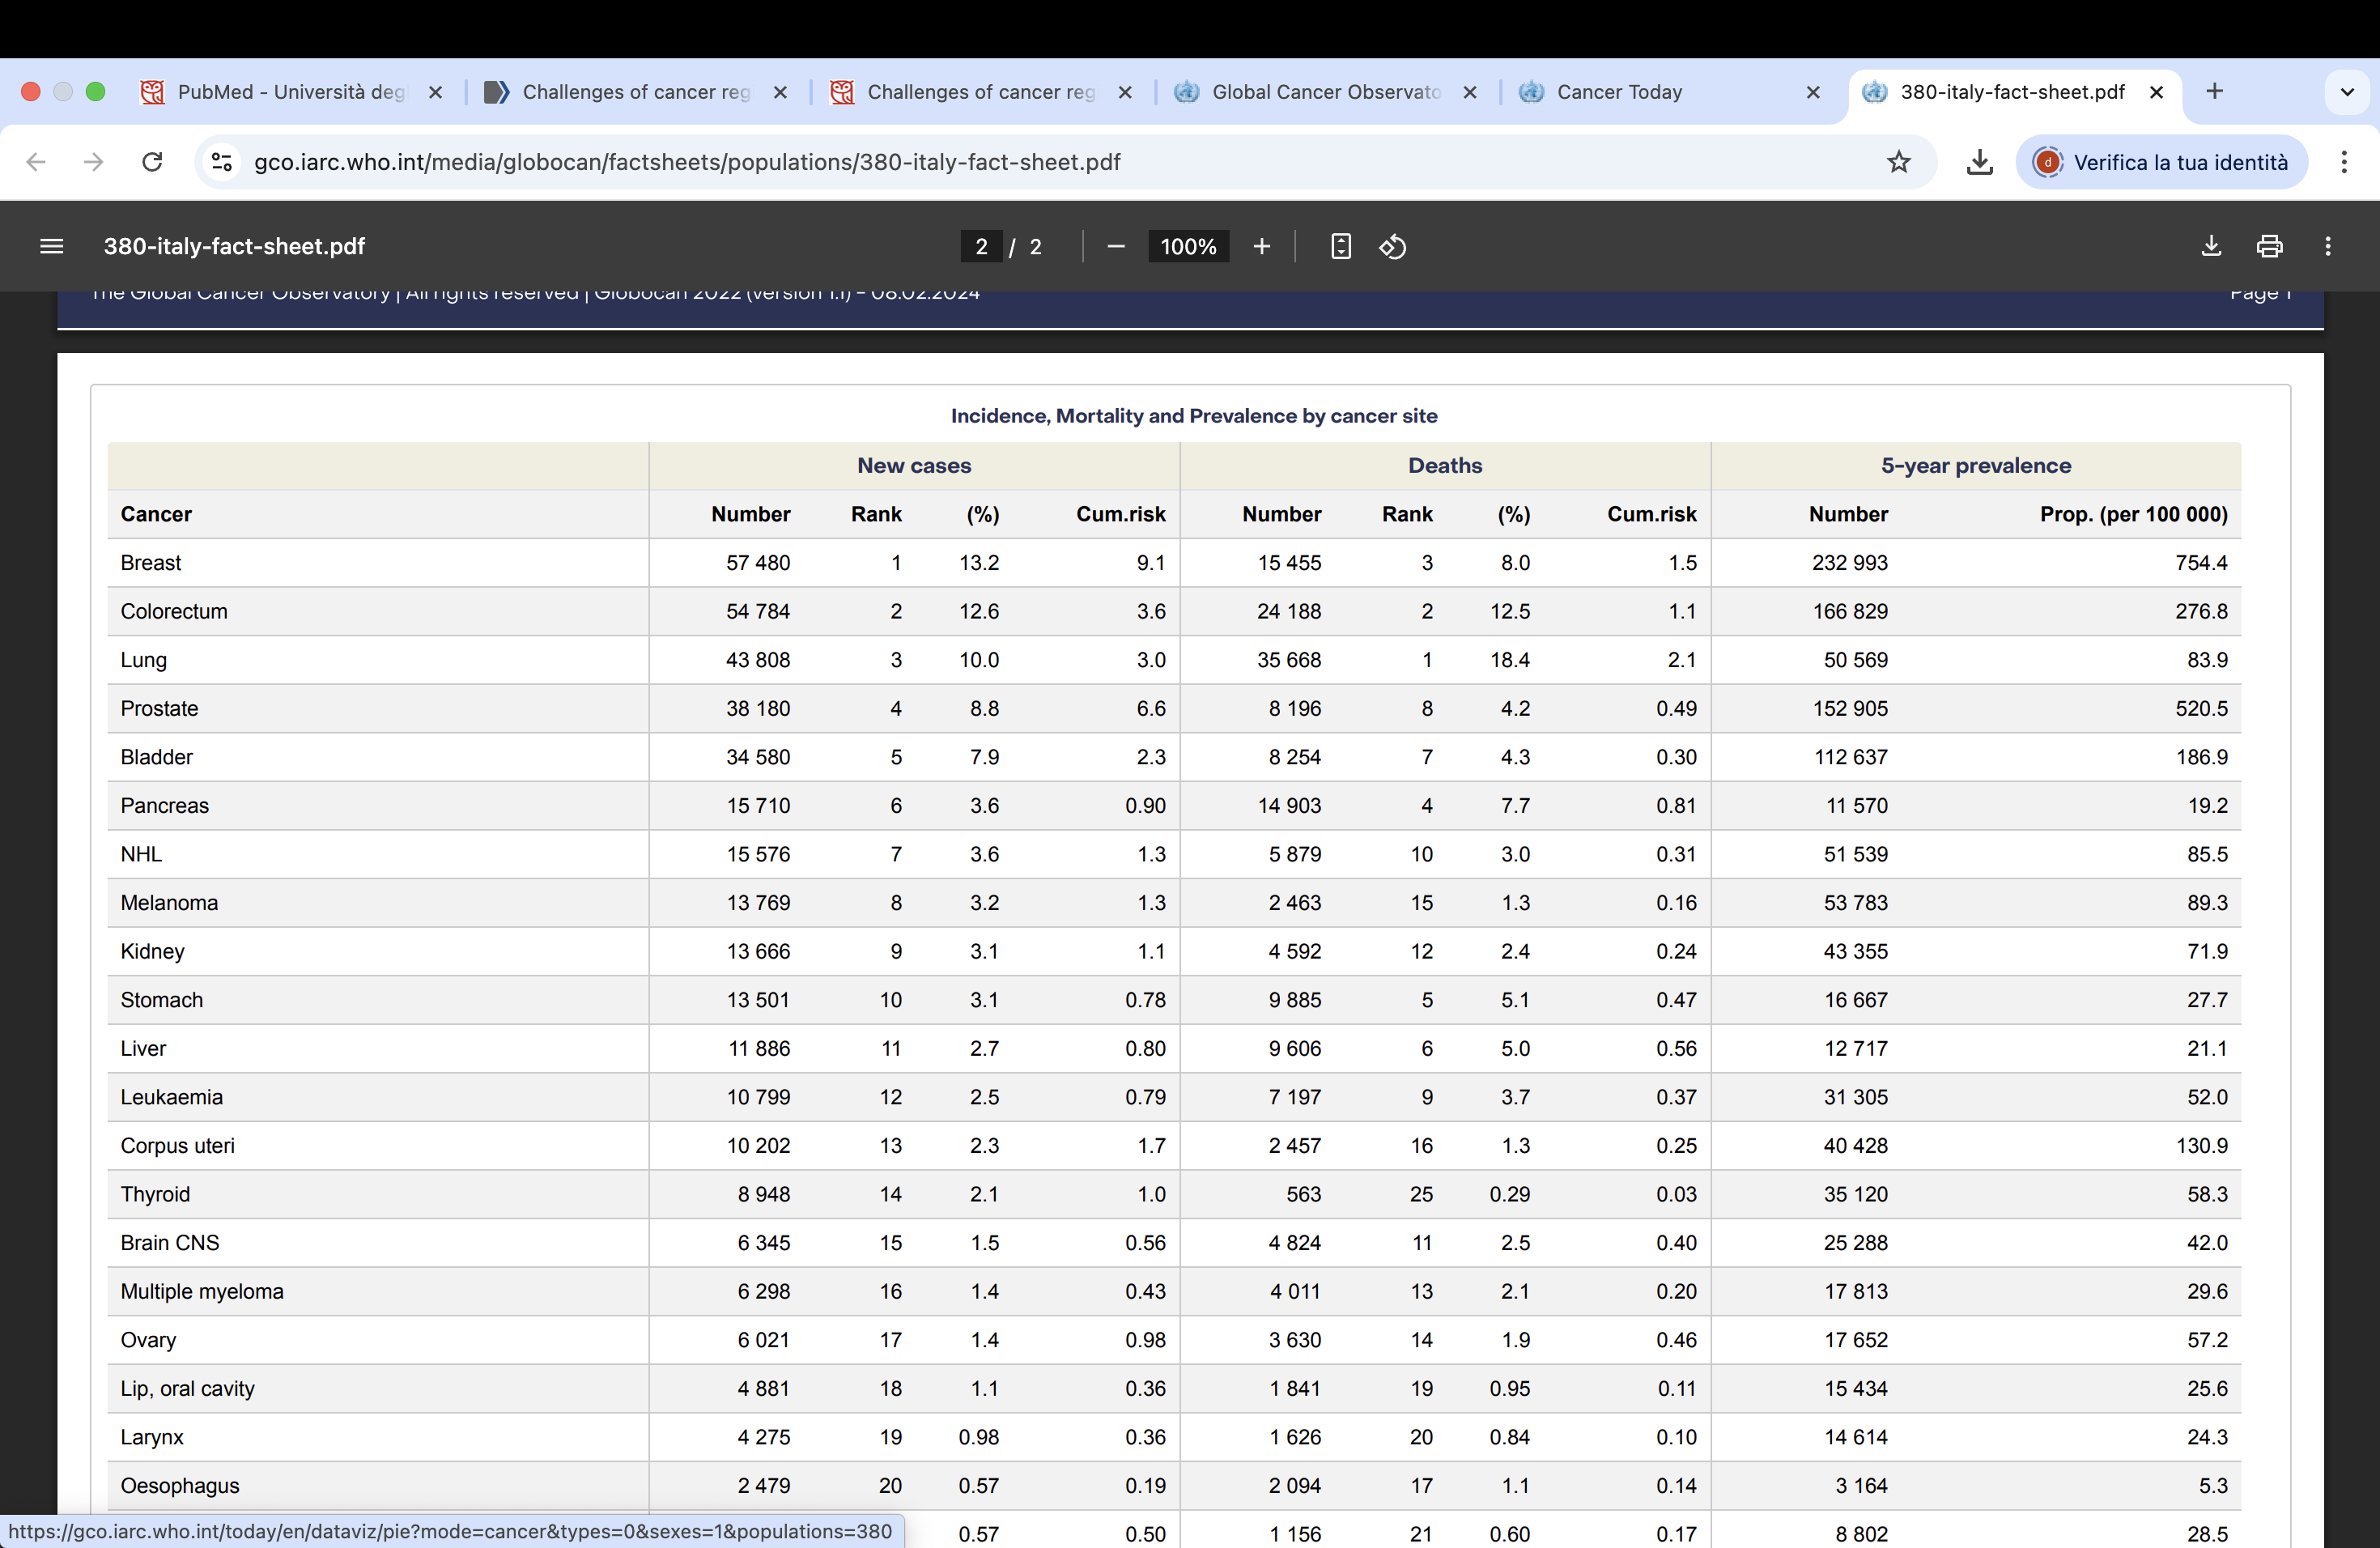 PubMed - Università deg
Challenges of cancer reg
Challenges of cancer reg
Global Cancer Observato
Cancer Today
380-italy-fact-sheet.pdf
gco.iarc.who.int/media/globocan/factsheets/populations/380-italy-fact-sheet.pdf
d Verifica la tua identità
380-italy-fact-sheet.pdf 2 / 2 100%
The Global Cancer Observatory | All rights reserved | Globocan 2022 (version 1.1) - 08.02.2024 Page 1
Incidence, Mortality and Prevalence by cancer site
New cases Deaths 5-year prevalence
Cancer Number Rank (%) Cum.risk Number Rank (%) Cum.risk Number Prop. (per 100 000)
Breast 57 480 1 13.2 9.1 15 455 3 8.0 1.5 232 993 754.4
Colorectum 54 784 2 12.6 3.6 24 188 2 12.5 1.1 166 829 276.8
Lung 43 808 3 10.0 3.0 35 668 1 18.4 2.1 50 569 83.9
Prostate 38 180 4 8.8 6.6 8 196 8 4.2 0.49 152 905 520.5
Bladder 34 580 5 7.9 2.3 8 254 7 4.3 0.30 112 637 186.9
Pancreas 15 710 6 3.6 0.90 14 903 4 7.7 0.81 11 570 19.2
NHL 15 576 7 3.6 1.3 5 879 10 3.0 0.31 51 539 85.5
Melanoma 13 769 8 3.2 1.3 2 463 15 1.3 0.16 53 783 89.3
Kidney 13 666 9 3.1 1.1 4 592 12 2.4 0.24 43 355 71.9
Stomach 13 501 10 3.1 0.78 9 885 5 5.1 0.47 16 667 27.7
Liver 11 886 11 2.7 0.80 9 606 6 5.0 0.56 12 717 21.1
Leukaemia 10 799 12 2.5 0.79 7 197 9 3.7 0.37 31 305 52.0
Corpus uteri 10 202 13 2.3 1.7 2 457 16 1.3 0.25 40 428 130.9
Thyroid 8 948 14 2.1 1.0 563 25 0.29 0.03 35 120 58.3
Brain CNS 6 345 15 1.5 0.56 4 824 11 2.5 0.40 25 288 42.0
Multiple myeloma 6 298 16 1.4 0.43 4 011 13 2.1 0.20 17 813 29.6
Ovary 6 021 17 1.4 0.98 3 630 14 1.9 0.46 17 652 57.2
Lip, oral cavity 4 881 18 1.1 0.36 1 841 19 0.95 0.11 15 434 25.6
Larynx 4 275 19 0.98 0.36 1 626 20 0.84 0.10 14 614 24.3
Oesophagus 2 479 20 0.57 0.19 2 094 17 1.1 0.14 3 164 5.3
0.57 0.50 1 156 21 0.60 0.17 8 802 28.5
https://gco.iarc.who.int/today/en/dataviz/pie?mode=cancer&types=0&sexes=1&populations=380